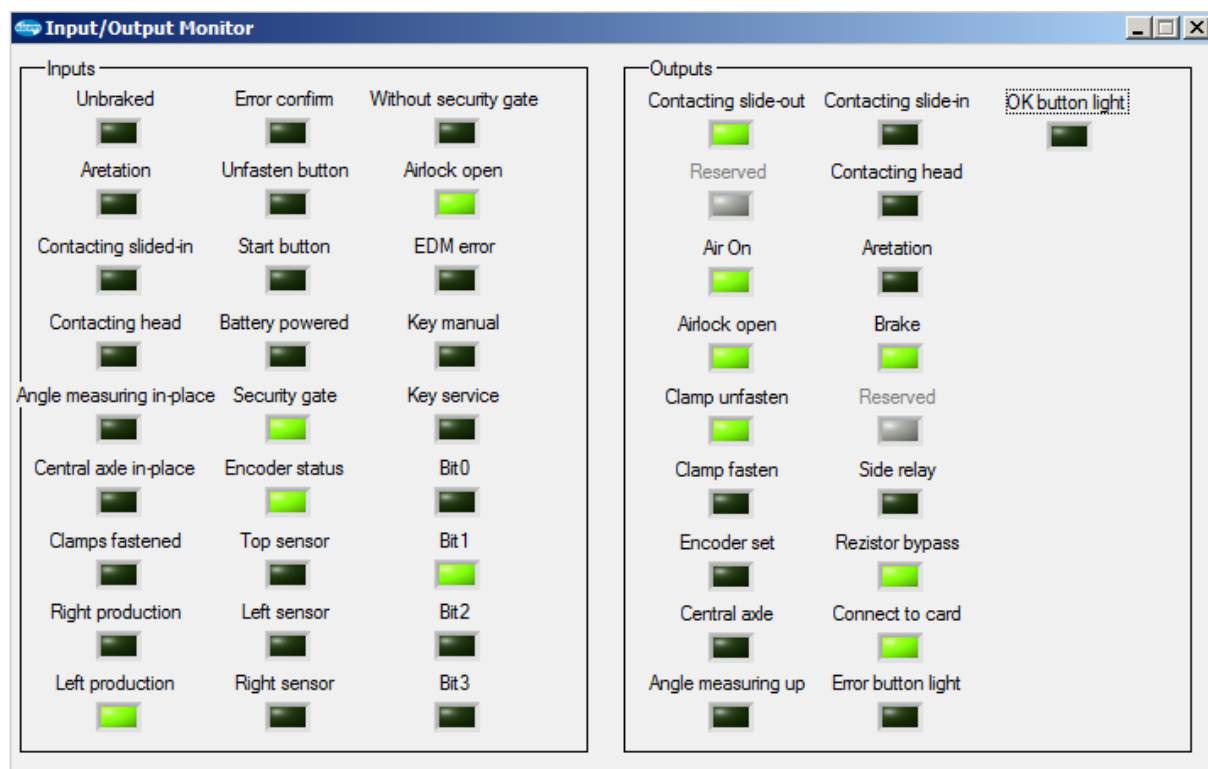 Input/Output Monitor
Inputs
Unbraked Error confirm Without security gate
Aretation Unfasten button Airlock open
Contacting slided-in Start button EDM error
Contacting head Battery powered Key manual
Angle measuring in-place Security gate Key service
Central axle in-place Encoder status Bit0
Clamps fastened Top sensor Bit1
Right production Left sensor Bit2
Left production Right sensor Bit3
Outputs
Contacting slide-out Contacting slide-in OK button light
Reserved Contacting head
Air On Aretation
Airlock open Brake
Clamp unfasten Reserved
Clamp fasten Side relay
Encoder set Rezistor bypass
Central axle Connect to card
Angle measuring up Error button light